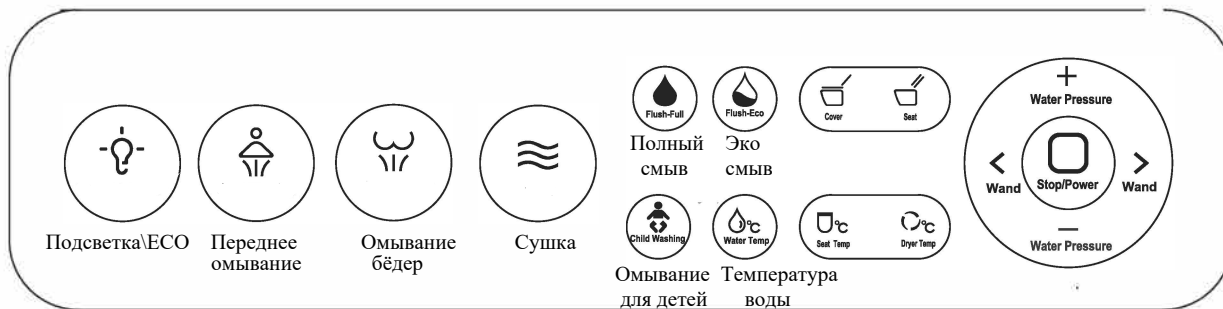 Подсветка\ECO
Переднее
омывание
Омывание
бёдер
Сушка
Flush-Full
Полный
смыв
Flush-Eco
Эко
смыв
Cover
Seat
Child Washing
Омывание
для детей
°C
Water Temp
Температура
воды
°C
Seat Temp
°C
Dryer Temp
+
Water Pressure
<
Wand
Stop/Power
>
Wand
−
Water Pressure